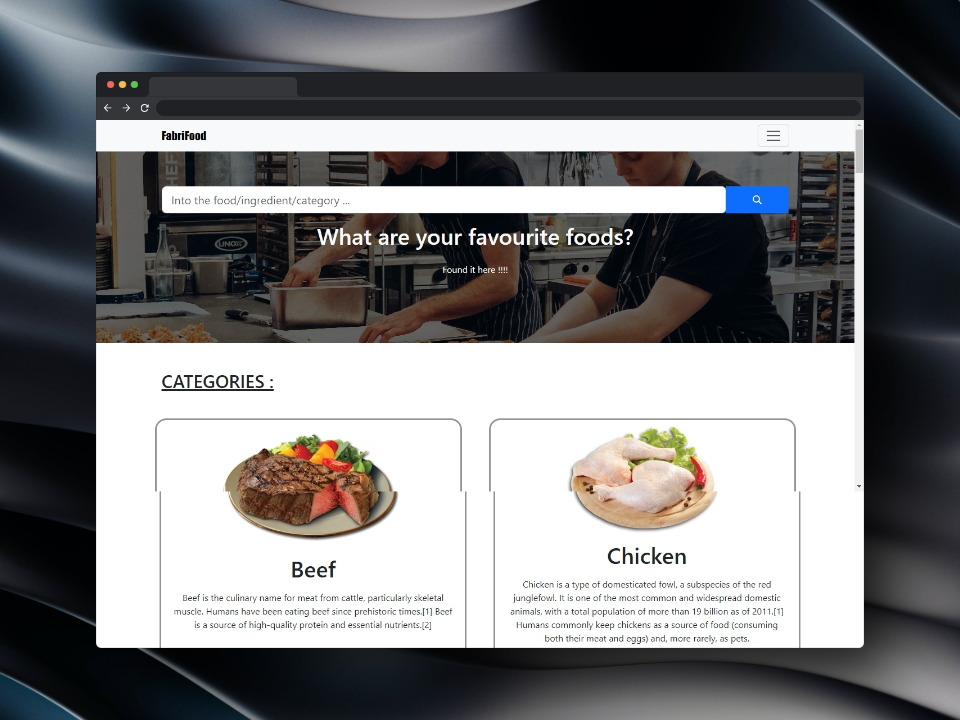 FabriFood
Into the food/ingredient/category ...
UNOX
What are your favourite foods?
Found it here !!!!
CATEGORIES :
Beef
Beef is the culinary name for meat from cattle, particularly skeletal
muscle. Humans have been eating beef since prehistoric times.[1] Beef
is a source of high-quality protein and essential nutrients.[2]
Chicken
Chicken is a type of domesticated fowl, a subspecies of the red
junglefowl. It is one of the most common and widespread domestic
animals, with a total population of more than 19 billion as of 2011.[1]
Humans commonly keep chickens as a source of food (consuming
both their meat and eggs) and, more rarely, as pets.